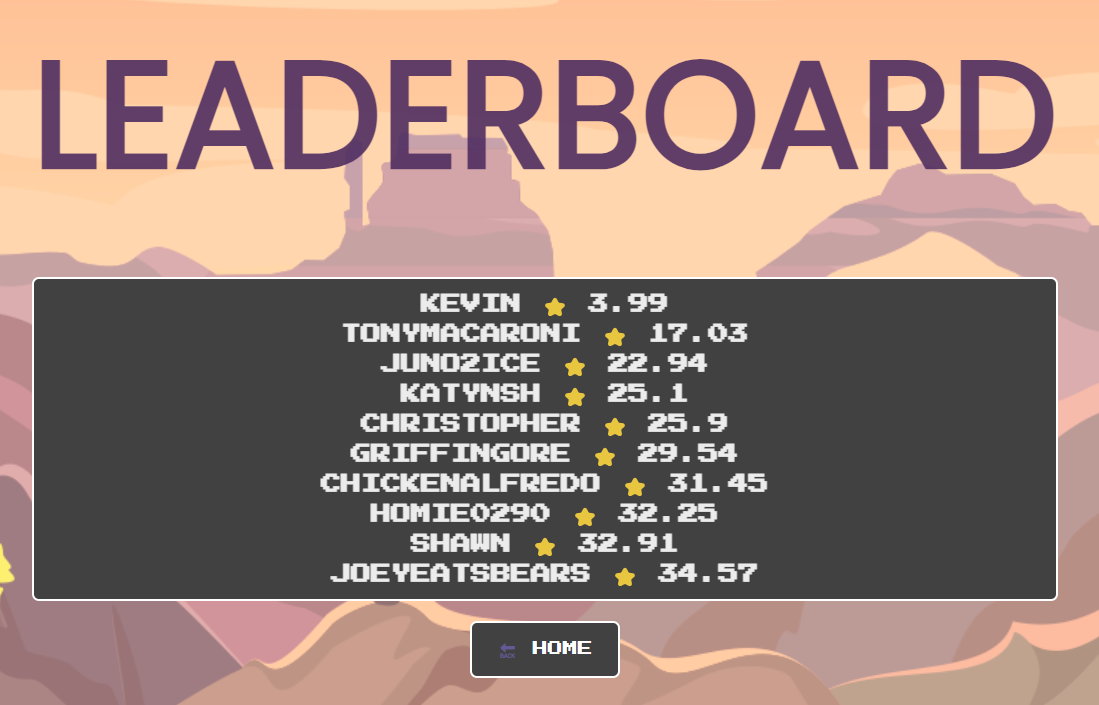 LEADERBOARD
KEVIN ⭐ 3.99
TONYMACARONI ⭐ 17.03
JUNO2ICE ⭐ 22.94
KATYNSH ⭐ 25.1
CHRISTOPHER ⭐ 25.9
GRIFFINGORE ⭐ 29.54
CHICKENALFREDO ⭐ 31.45
HOMIE0290 ⭐ 32.25
SHAWN ⭐ 32.91
JOEYEATSBEARS ⭐ 34.57
BACK HOME